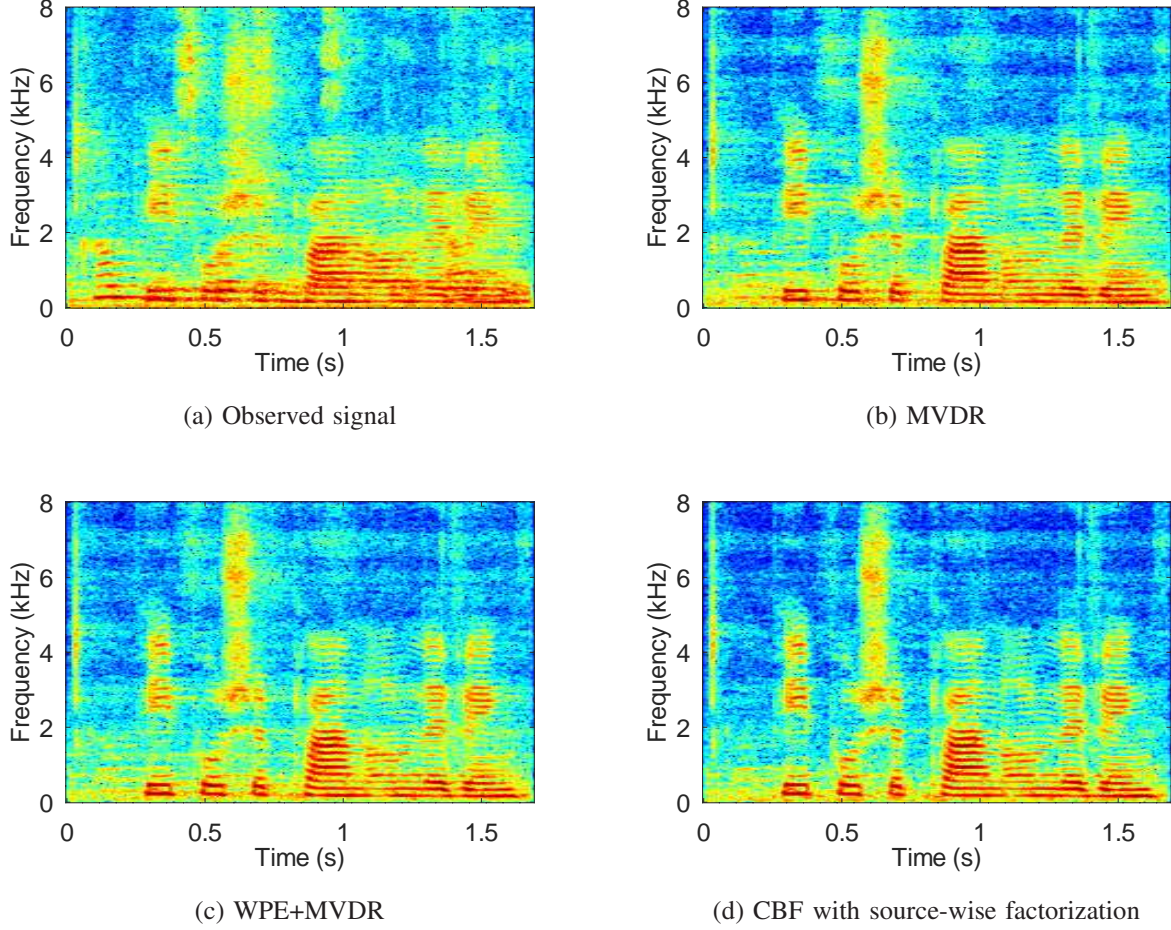 8
6
4
2
0
Frequency (kHz)
0 0.5 1 1.5
Time (s)
(a) Observed signal
8
6
4
2
0
Frequency (kHz)
0 0.5 1 1.5
Time (s)
(b) MVDR
8
6
4
2
0
Frequency (kHz)
0 0.5 1 1.5
Time (s)
(c) WPE+MVDR
8
6
4
2
0
Frequency (kHz)
0 0.5 1 1.5
Time (s)
(d) CBF with source-wise factorization